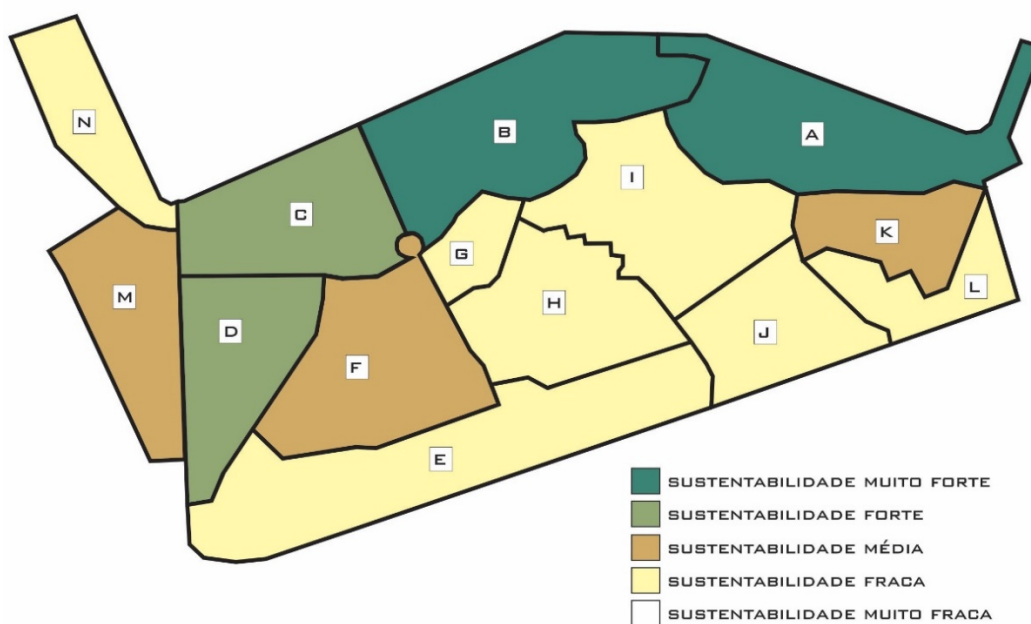 N
B
A
I
C
K
G
L
M
H
D
J
F
E
SUSTENTABILIDADE MUITO FORTE
SUSTENTABILIDADE FORTE
SUSTENTABILIDADE MÉDIA
SUSTENTABILIDADE FRACA
SUSTENTABILIDADE MUITO FRACA